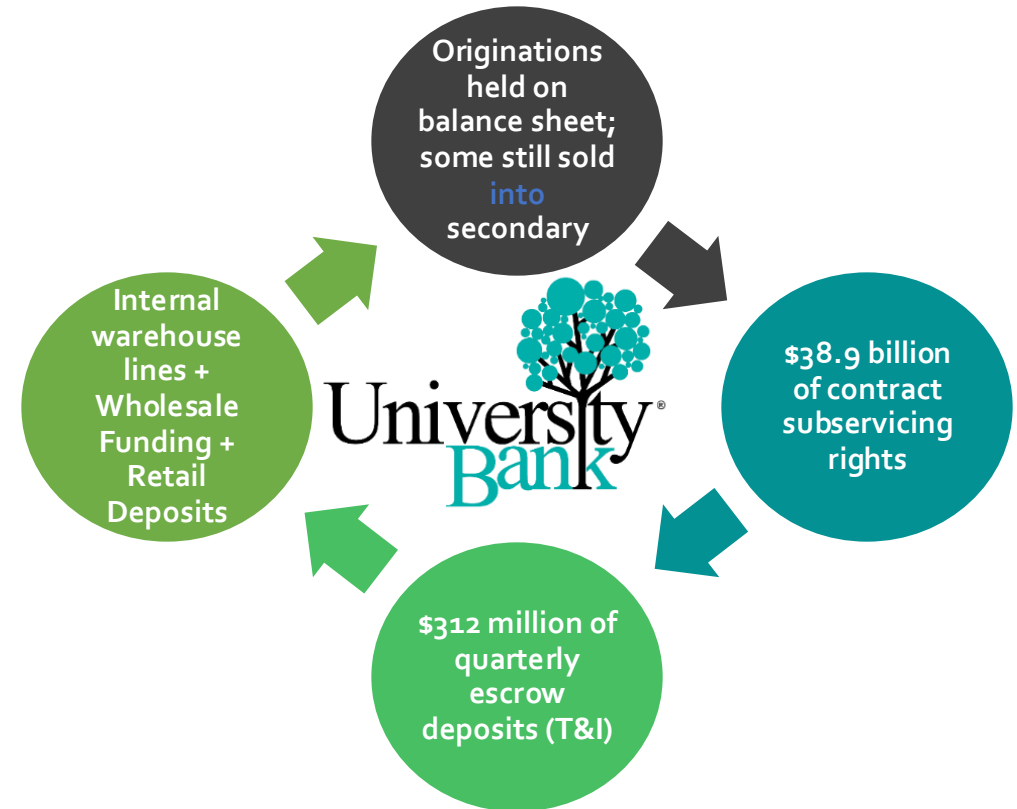 Originations
held on
balance sheet;
some still sold
into
secondary
Internal
warehouse
lines +
Wholesale
Funding +
Retail
Deposits
University®
Bank
$38.9 billion
of contract
subservicing
rights
$312 million of
quarterly
escrow
deposits (T&I)